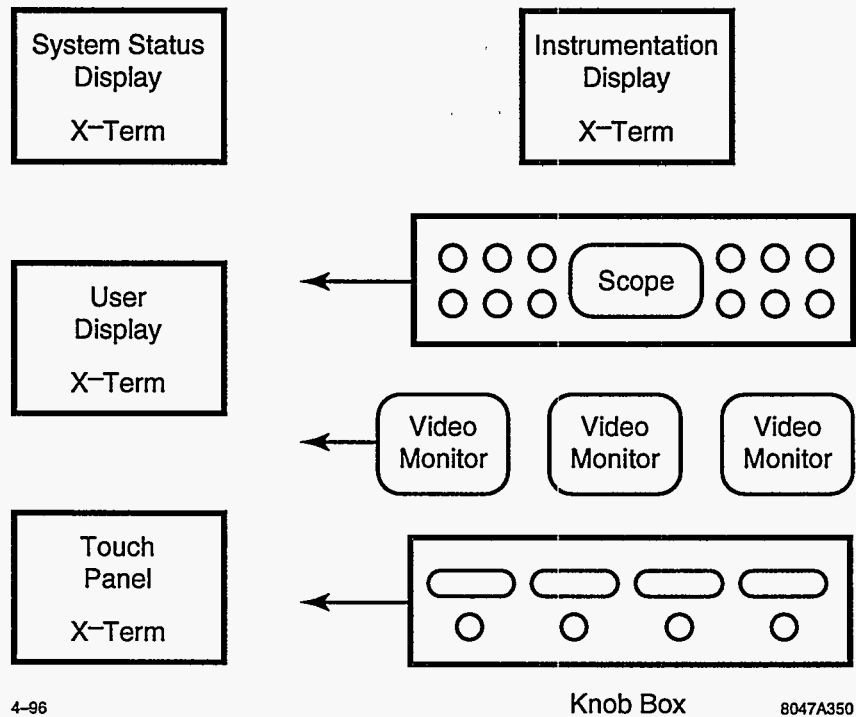 System Status
Display
X-Term
Instrumentation
Display
X-Term
Scope
User
Display
X-Term
Video
Monitor
Video
Monitor
Video
Monitor
Touch
Panel
X-Term
Knob Box
4-96
8047A350